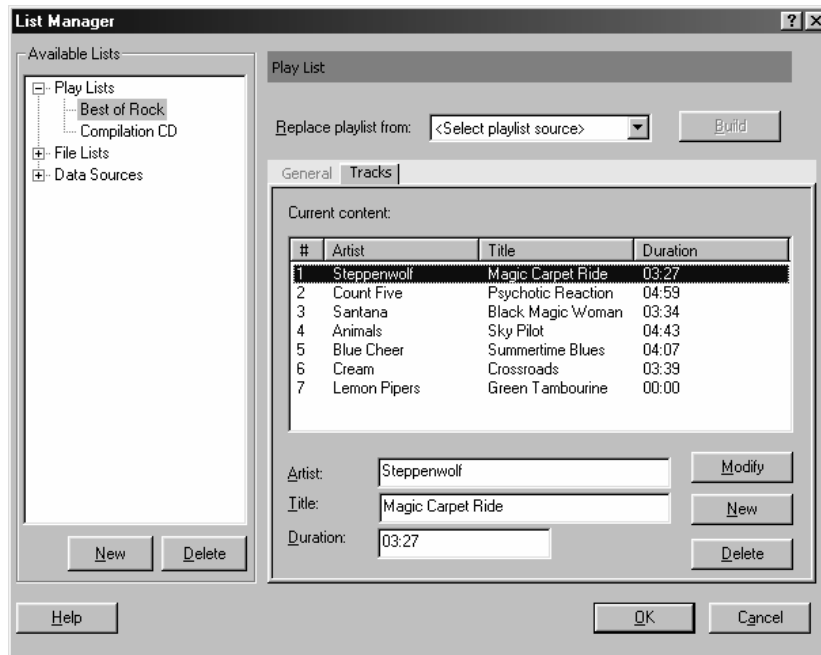 List Manager
Available Lists
Play Lists
Best of Rock
Compilation CD
File Lists
Data Sources
New Delete
Play List
Replace playlist from: <Select playlist source> Build
General Tracks
Current content:
# Artist Title Duration
1 Steppenwolf Magic Carpet Ride 03:27
2 Count Five Psychotic Reaction 04:59
3 Santana Black Magic Woman 03:34
4 Animals Sky Pilot 04:43
5 Blue Cheer Summertime Blues 04:07
6 Cream Crossroads 03:39
7 Lemon Pipers Green Tambourine 00:00
Artist: Steppenwolf Modify
Title: Magic Carpet Ride New
Duration: 03:27 Delete
Help OK Cancel